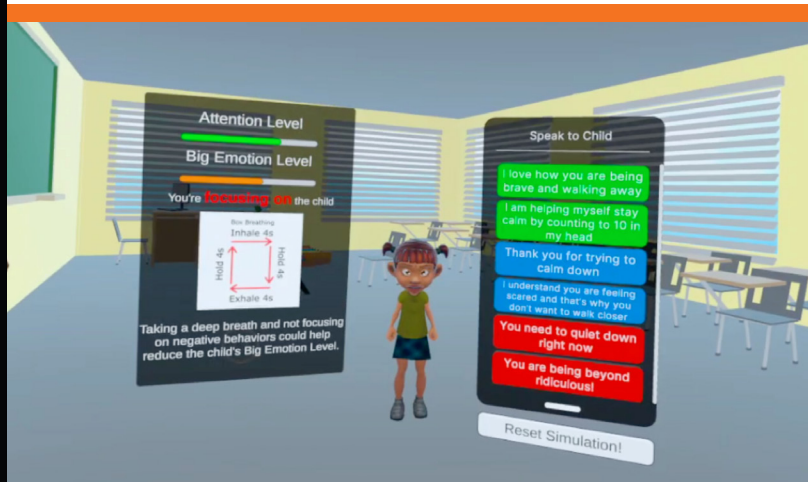 Attention Level
Big Emotion Level
You're focusing on the child
Box Breathing
Inhale 4s
Hold 4s
Hold 4s
Exhale 4s
Taking a deep breath and not focusing
on negative behaviors could help
reduce the child's Big Emotion Level.
Speak to Child
I love how you are being
brave and walking away
I am helping myself stay
calm by counting to 10 in
my head
Thank you for trying to
calm down
I understand you are feeling
scared and that's why you
don't want to walk closer
You need to quiet down
right now
You are being beyond
ridiculous!
Reset Simulation!